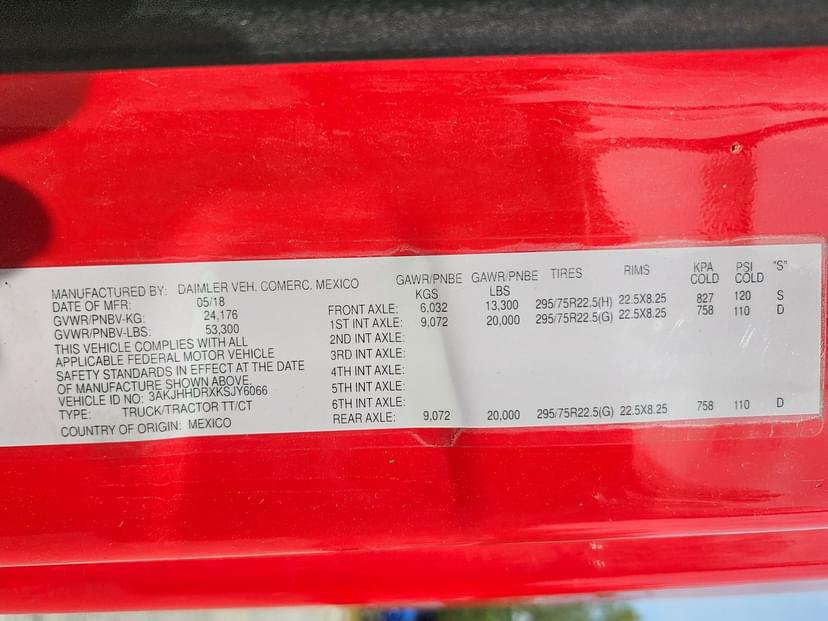 MANUFACTURED BY: DAIMLER VEH. COMERC. MEXICO
DATE OF MFR: 05/18
GVWR/PNBV-KG: 24,176
GVWR/PNBV-LBS: 53,300
THIS VEHICLE COMPLIES WITH ALL
APPLICABLE FEDERAL MOTOR VEHICLE
SAFETY STANDARDS IN EFFECT AT THE DATE
OF MANUFACTURE SHOWN ABOVE.
VEHICLE ID NO: 3AKJHHDRXKSJY6066
TYPE: TRUCK/TRACTOR TT/CT
COUNTRY OF ORIGIN: MEXICO
GAWR/PNBE KGS GAWR/PNBE LBS TIRES RIMS KPA COLD PSI COLD "S"
FRONT AXLE: 6,032 13,300 295/75R22.5(H) 22.5X8.25 827 120 S
1ST INT AXLE: 9,072 20,000 295/75R22.5(G) 22.5X8.25 758 110 D
2ND INT AXLE:
3RD INT AXLE:
4TH INT AXLE:
5TH INT AXLE:
6TH INT AXLE:
REAR AXLE: 9,072 20,000 295/75R22.5(G) 22.5X8.25 758 110 D